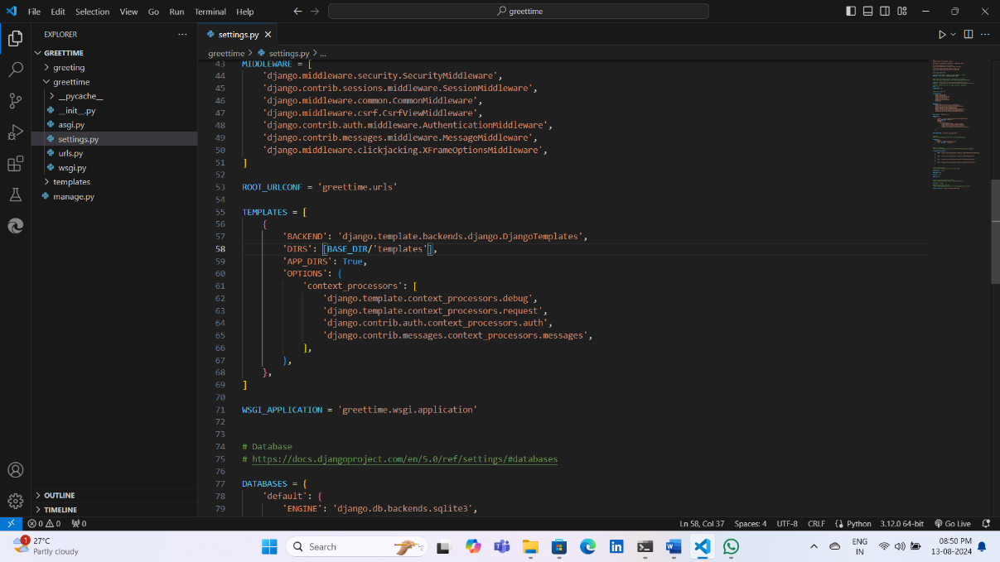 File Edit Selection View Go Run Terminal Help
greettime
EXPLORER
GREETTIME
greeting
greettime
__pycache__
__init__.py
asgi.py
settings.py
urls.py
wsgi.py
templates
manage.py
OUTLINE
TIMELINE
settings.py
greettime > settings.py > ...
43 MIDDLEWARE = [
44 'django.middleware.security.SecurityMiddleware',
45 'django.contrib.sessions.middleware.SessionMiddleware',
46 'django.middleware.common.CommonMiddleware',
47 'django.middleware.csrf.CsrfViewMiddleware',
48 'django.contrib.auth.middleware.AuthenticationMiddleware',
49 'django.contrib.messages.middleware.MessageMiddleware',
50 'django.middleware.clickjacking.XFrameOptionsMiddleware',
51 ]
52
53 ROOT_URLCONF = 'greettime.urls'
54
55 TEMPLATES = [
56 {
57 'BACKEND': 'django.template.backends.django.DjangoTemplates',
58 'DIRS': [BASE_DIR/'templates'],
59 'APP_DIRS': True,
60 'OPTIONS': {
61 'context_processors': [
62 'django.template.context_processors.debug',
63 'django.template.context_processors.request',
64 'django.contrib.auth.context_processors.auth',
65 'django.contrib.messages.context_processors.messages',
66 ],
67 },
68 },
69 ]
70
71 WSGI_APPLICATION = 'greettime.wsgi.application'
72
73
74 # Database
75 # https://docs.djangoproject.com/en/5.0/ref/settings/#databases
76
77 DATABASES = {
78 'default': {
79 'ENGINE': 'django.db.backends.sqlite3',
0 0 0 Ln 58, Col 37 Spaces: 4 UTF-8 CRLF Python 3.12.0 64-bit Go Live
1 27°C
Partly cloudy
Search
ENG
IN
08:50 PM
13-08-2024